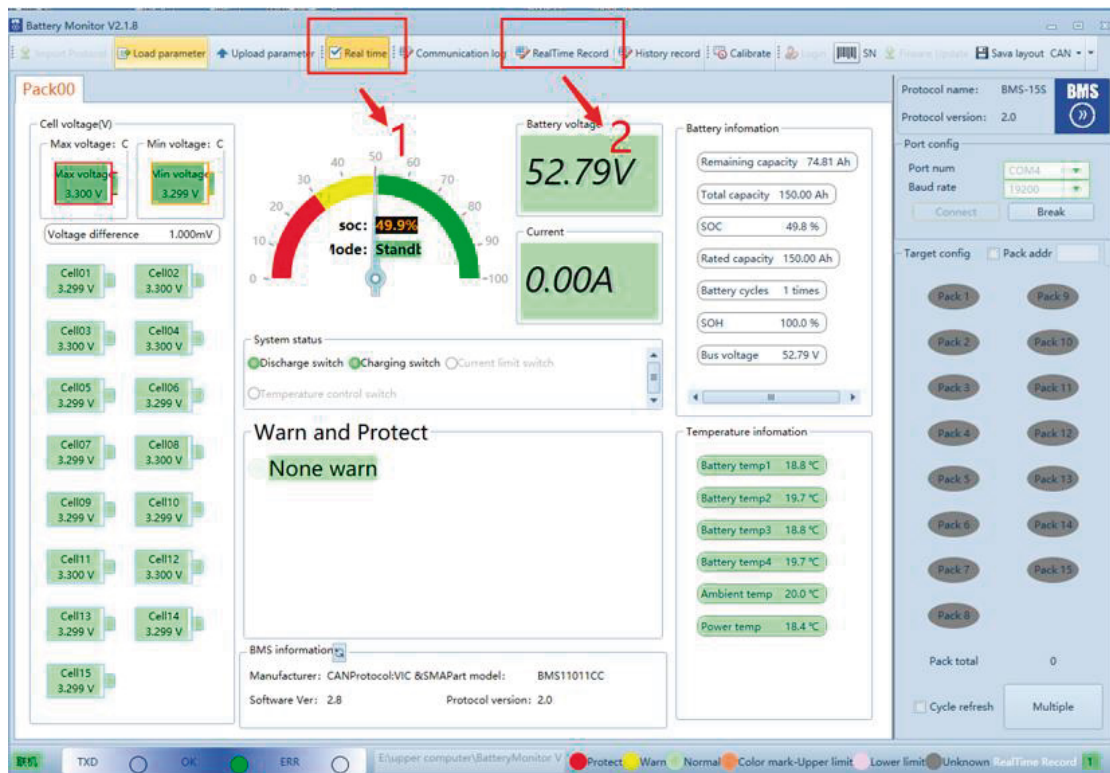 Battery Monitor V2.1.8
Load parameter
Upload parameter
Real time
Communication log
RealTime Record
History record
Calibrate
Login
SN
Sava layout
CAN
Pack00
1
2
Cell voltage(V)
Max voltage: C
Min voltage: C
Max voltage
3.300 V
Min voltage
3.299 V
Voltage difference 1.000mV
Cell01
3.299 V
Cell02
3.300 V
Cell03
3.300 V
Cell04
3.300 V
Cell05
3.299 V
Cell06
3.299 V
Cell07
3.299 V
Cell08
3.300 V
Cell09
3.299 V
Cell10
3.299 V
Cell11
3.300 V
Cell12
3.300 V
Cell13
3.299 V
Cell14
3.299 V
Cell15
3.299 V
0
10
20
30
40
50
60
70
80
90
100
soc: 49.9%
Mode: Standb
Battery voltage
52.79V
Current
0.00A
System status
Discharge switch
Charging switch
Current limit switch
Temperature control switch
Warn and Protect
None warn
BMS information
Manufacturer: CANProtocol:VIC &SMAPart model: BMS11011CC
Software Ver: 2.8 Protocol version: 2.0
Battery infomation
Remaining capacity 74.81 Ah
Total capacity 150.00 Ah
SOC 49.8 %
Rated capacity 150.00 Ah
Battery cycles 1 times
SOH 100.0 %
Bus voltage 52.79 V
Temperature infomation
Battery temp1 18.8 ℃
Battery temp2 19.7 ℃
Battery temp3 18.8 ℃
Battery temp4 19.7 ℃
Ambient temp 20.0 ℃
Power temp 18.4 ℃
Protocol name: BMS-15S
Protocol version: 2.0
BMS
Port config
Port num COM4
Baud rate 19200
Connect
Break
Target config
Pack addr
Pack 1
Pack 9
Pack 2
Pack 10
Pack 3
Pack 11
Pack 4
Pack 12
Pack 5
Pack 13
Pack 6
Pack 14
Pack 7
Pack 15
Pack 8
Pack total 0
Cycle refresh
Multiple
联机
TXD
OK
ERR
E:\upper computer\BatteryMonitor V
Protect
Warn
Normal
Color mark-Upper limit
Lower limit
Unknown
RealTime Record
1